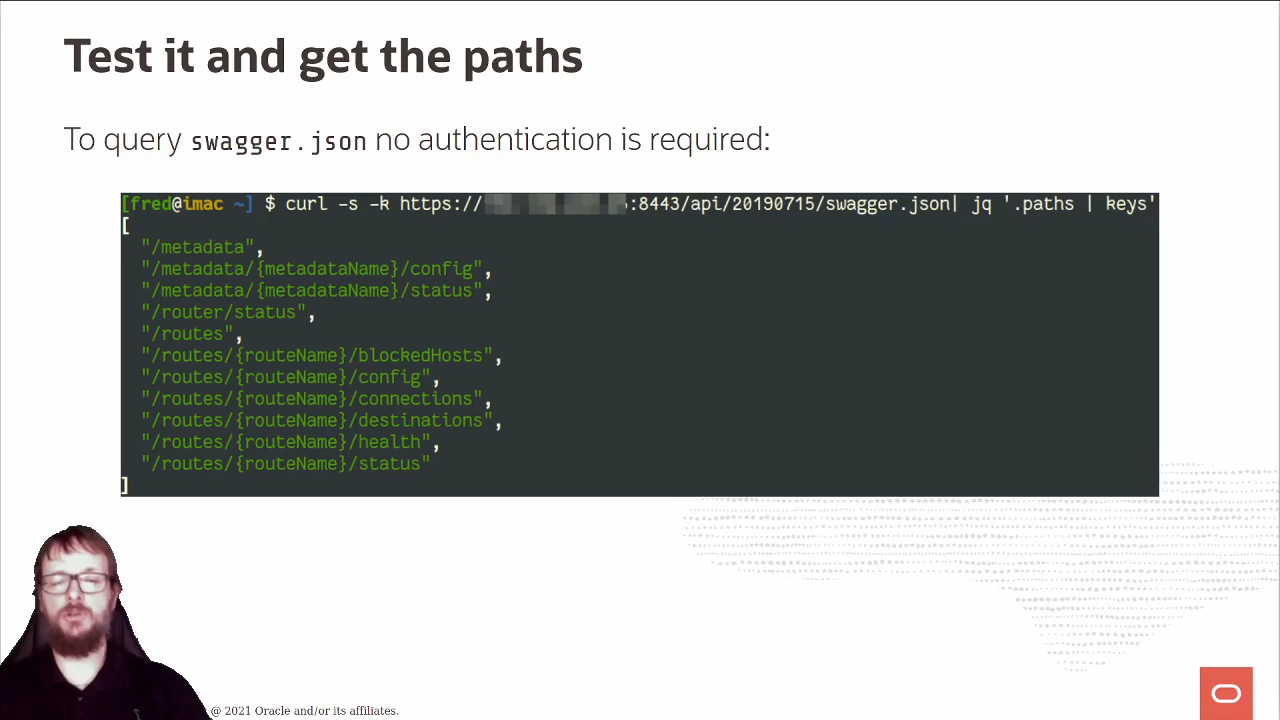 Test it and get the paths
To query swagger.json no authentication is required:
[fred@imac ~] $ curl -s -k https:// :8443/api/20190715/swagger.json| jq '.paths | keys'
[
"/metadata",
"/metadata/{metadataName}/config",
"/metadata/{metadataName}/status",
"/router/status",
"/routes",
"/routes/{routeName}/blockedHosts",
"/routes/{routeName}/config",
"/routes/{routeName}/connections",
"/routes/{routeName}/destinations",
"/routes/{routeName}/health",
"/routes/{routeName}/status"
]
@ 2021 Oracle and/or its affiliates.